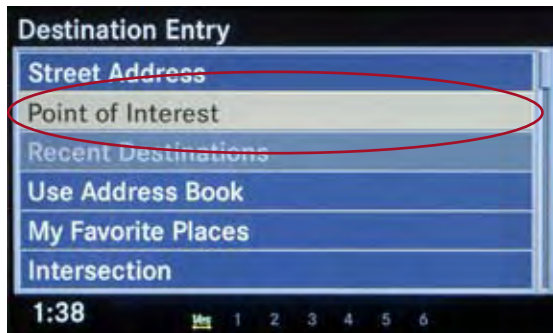 Destination Entry
Street Address
Point of Interest
Recent Destinations
Use Address Book
My Favorite Places
Intersection
1:38 1 2 3 4 5 6